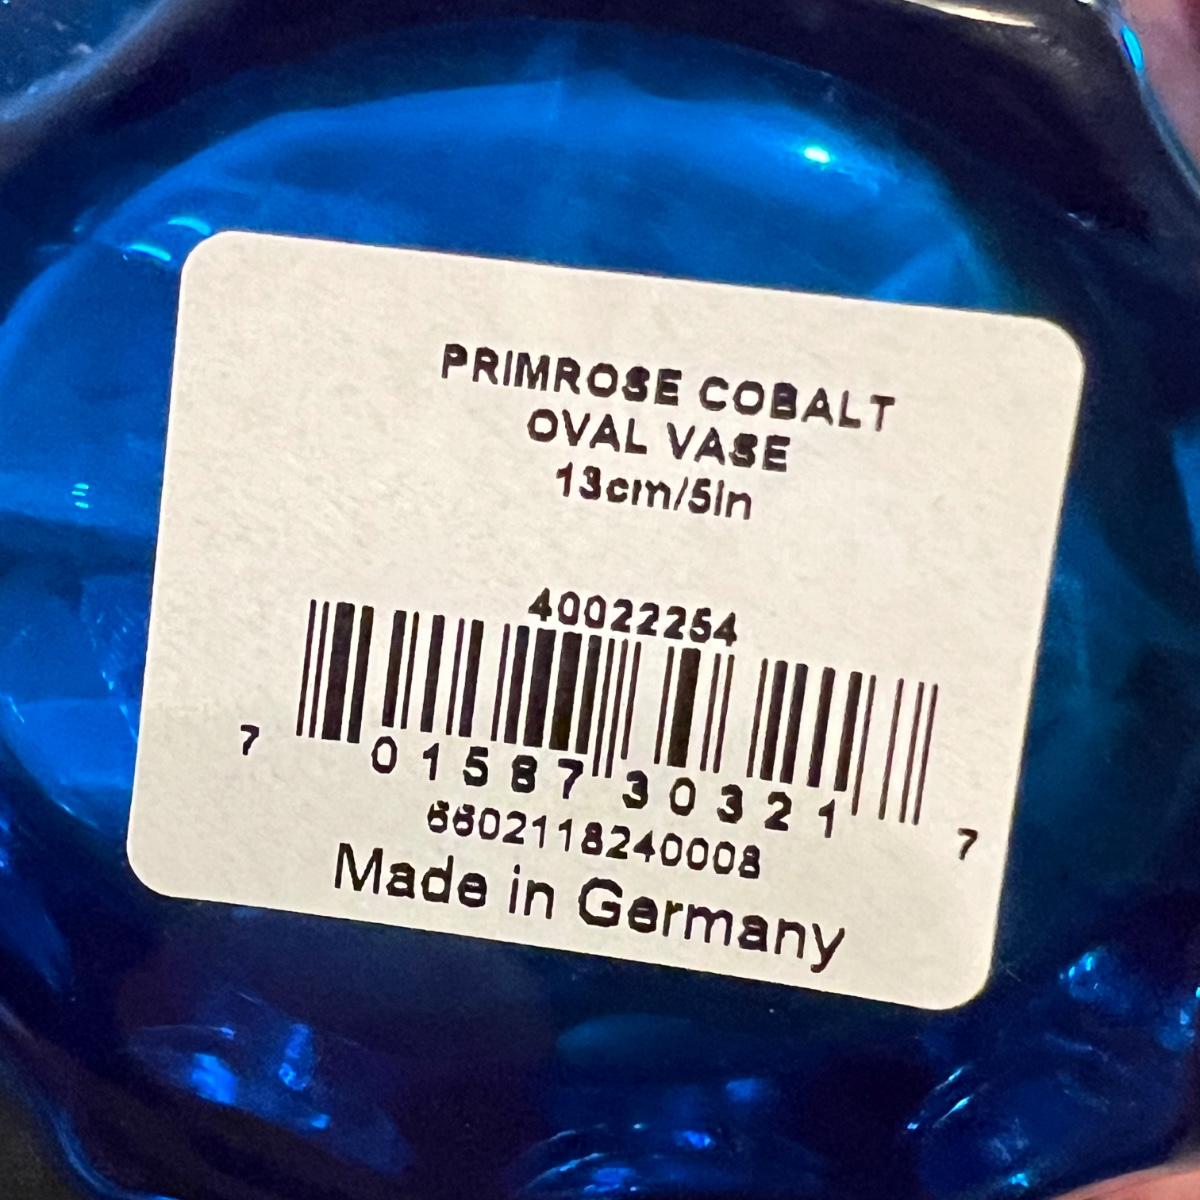 PRIMROSE COBALT
OVAL VASE
13cm/5in
40022254
7 01587 30321 7
6602118240008
Made in Germany